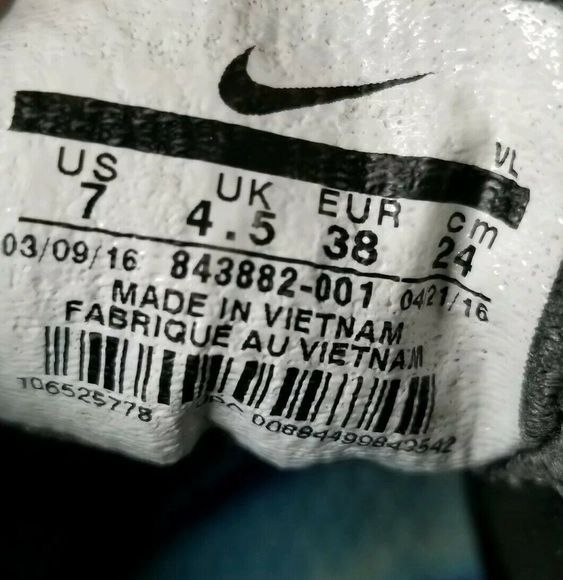 VL
US UK EUR cm
7 4.5 38 24
03/09/16 843882-001 04/21/16
MADE IN VIETNAM
FABRIQUE AU VIETNAM
106525778